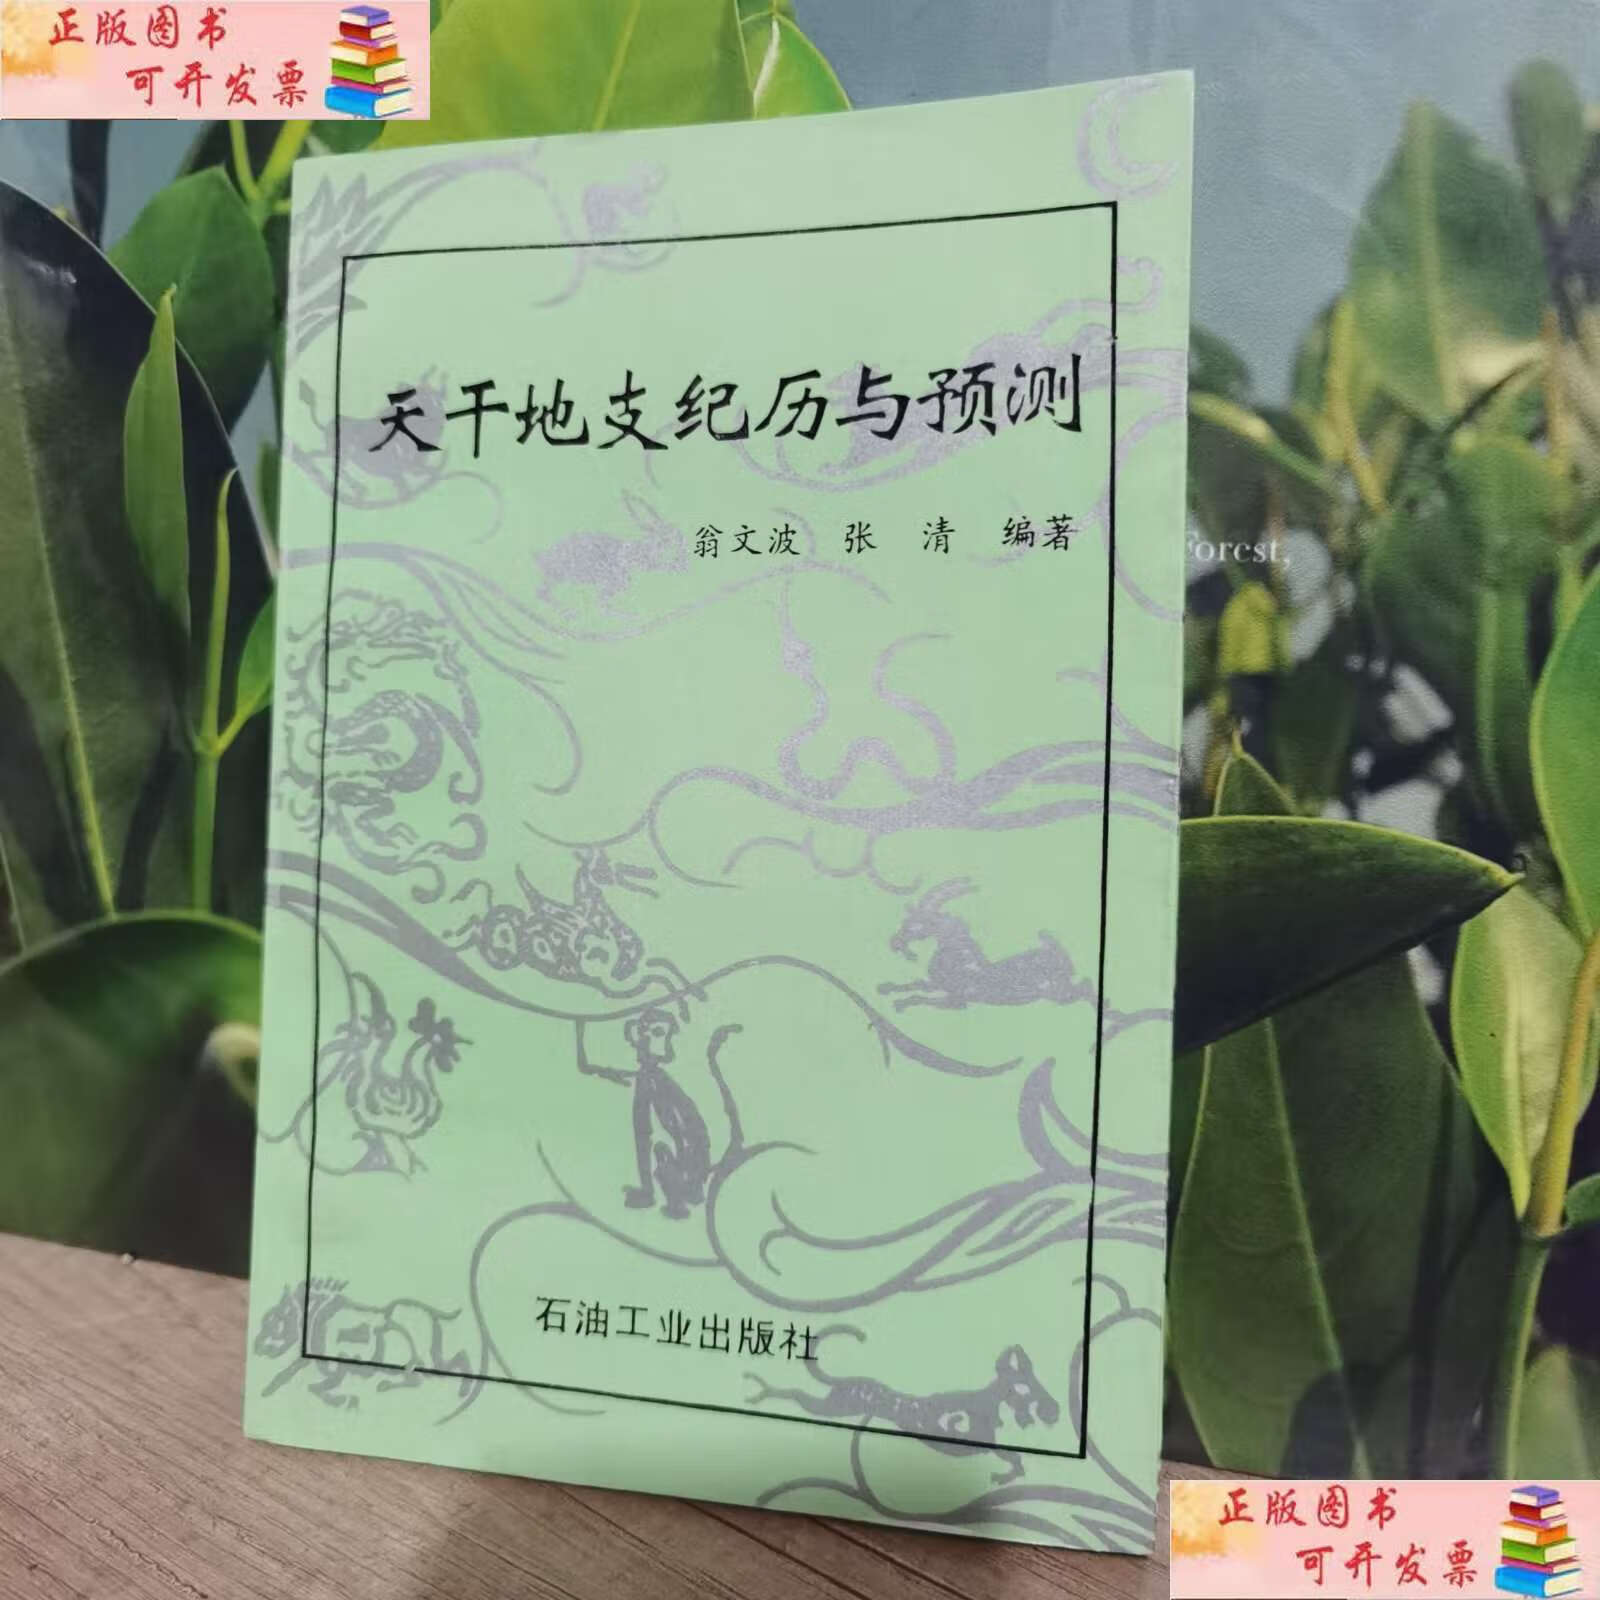 正版图书
可开发票
天干地支纪历与预测
翁文波 张清 编著
Forest,
石油工业出版社
正版图书
可开发票